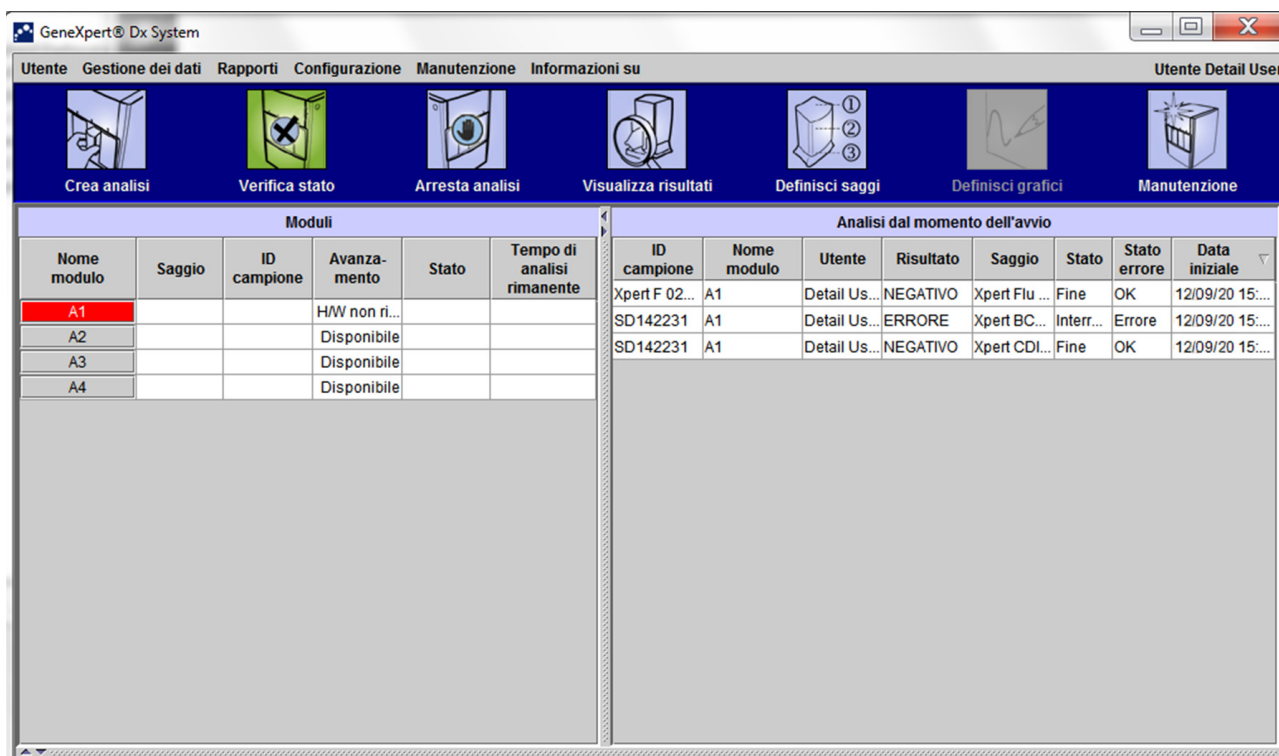 GeneXpert® Dx System
Utente Gestione dei dati Rapporti Configurazione Manutenzione Informazioni su Utente Detail User
Crea analisi Verifica stato Arresta analisi Visualizza risultati Definisci saggi Definisci grafici Manutenzione
① ② ③
Moduli
Nome modulo Saggio ID campione Avanza-mento Stato Tempo di analisi rimanente
A1 H/W non ri...
A2 Disponibile
A3 Disponibile
A4 Disponibile
Analisi dal momento dell'avvio
ID campione Nome modulo Utente Risultato Saggio Stato Stato errore Data iniziale
Xpert F 02... A1 Detail Us... NEGATIVO Xpert Flu ... Fine OK 12/09/20 15:...
SD142231 A1 Detail Us... ERRORE Xpert BC... Interr... Errore 12/09/20 15:...
SD142231 A1 Detail Us... NEGATIVO Xpert CDI... Fine OK 12/09/20 15:...